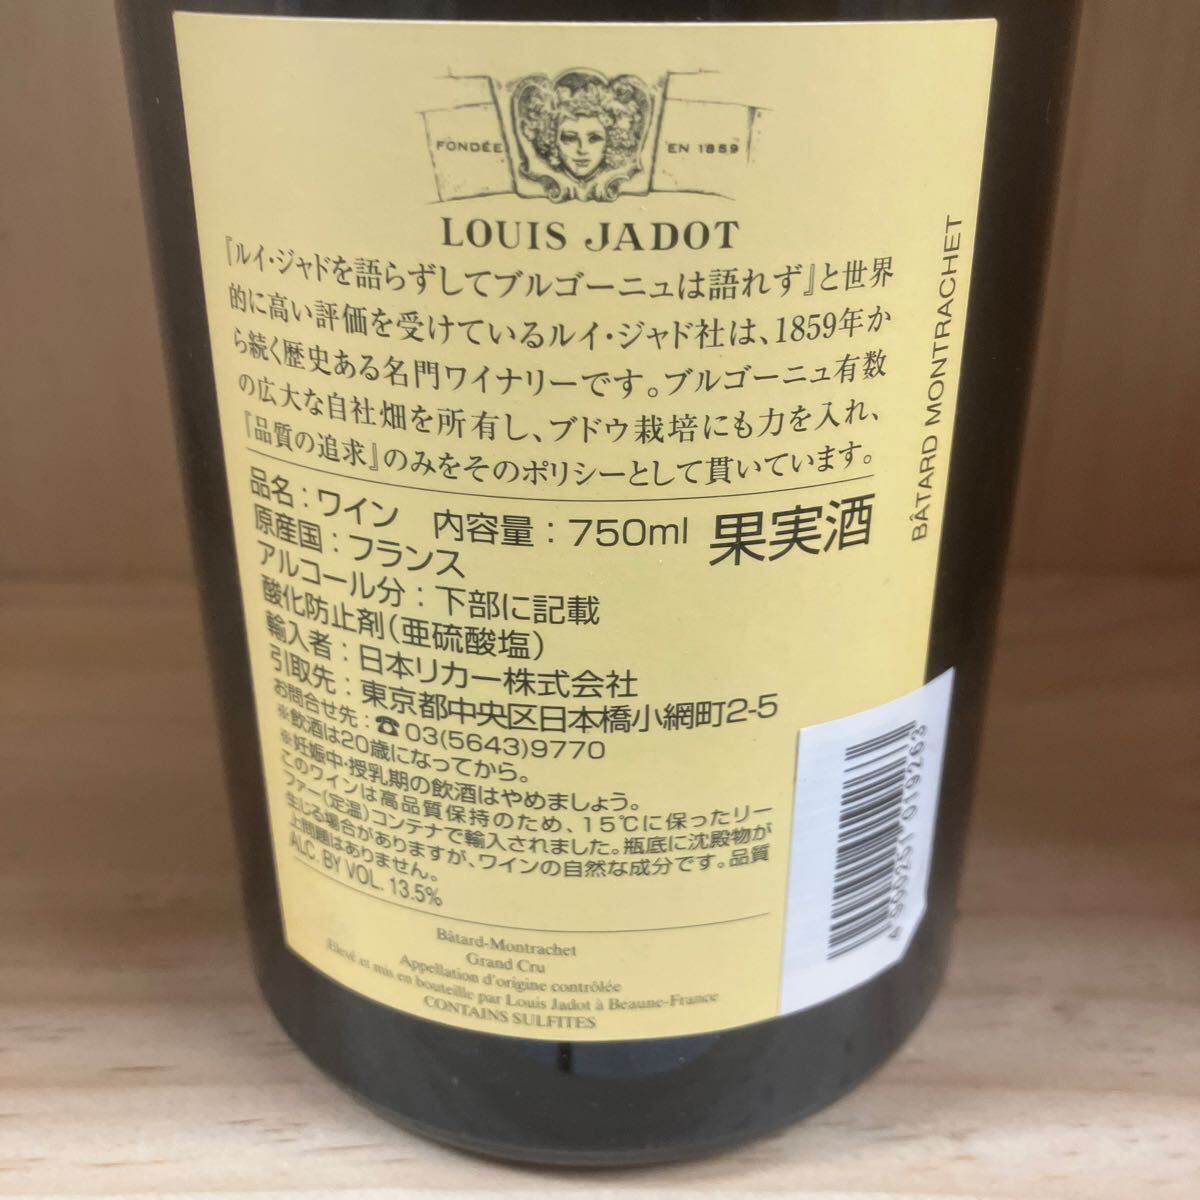 FONDÉE EN 1859
LOUIS JADOT
『ルイ・ジャドを語らずしてブルゴーニュは語れず』と世界
的に高い評価を受けているルイ・ジャド社は、1859年か
ら続く歴史ある名門ワイナリーです。ブルゴーニュ有数
の広大な自社畑を所有し、ブドウ栽培にも力を入れ、
『品質の追求』のみをそのポリシーとして貫いています。
品名：ワイン 内容量：750ml 果実酒
原産国：フランス
アルコール分：下部に記載
酸化防止剤(亜硫酸塩)
輸入者：日本リカー株式会社
引取先：東京都中央区日本橋小網町2-5
お問合せ先：☎03(5643)9770
※飲酒は20歳になってから。
※妊娠中・授乳期の飲酒はやめましょう。
このワインは高品質保持のため、15℃に保ったリー
ファー(定温)コンテナで輸入されました。瓶底に沈殿物が
生じる場合がありますが、ワインの自然な成分です。品質
上問題はありません。
ALC. BY VOL. 13.5%
Bâtard-Montrachet
Grand Cru
Appellation d'origine contrôlée
Elevé et mis en bouteille par Louis Jadot à Beaune-France
CONTAINS SULFITES
BÂTARD MONTRACHET
4900251 019263